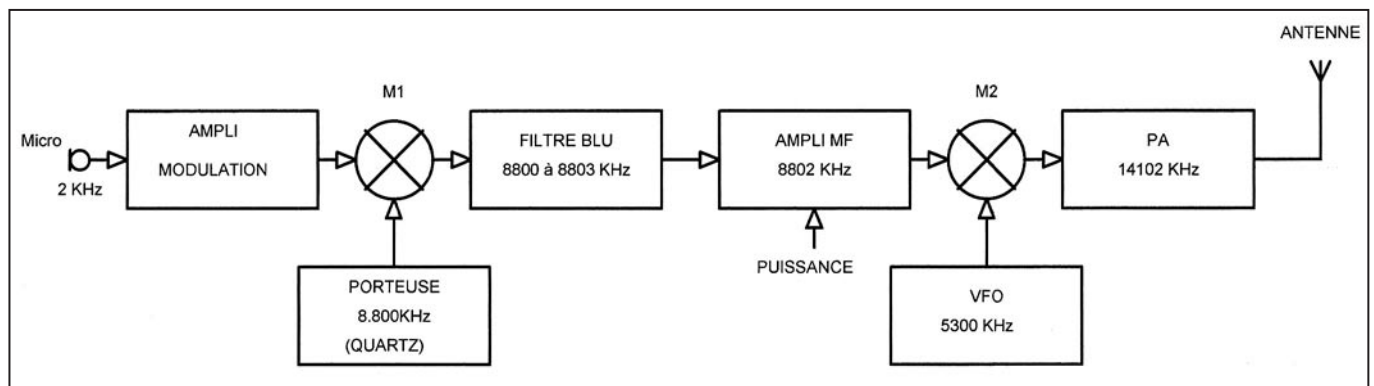 ANTENNE
M1
M2
Micro
2 KHz
AMPLI
MODULATION
FILTRE BLU
8800 à 8803 KHz
AMPLI MF
8802 KHz
PA
14102 KHz
PUISSANCE
PORTEUSE
8.800KHz
(QUARTZ)
VFO
5300 KHz